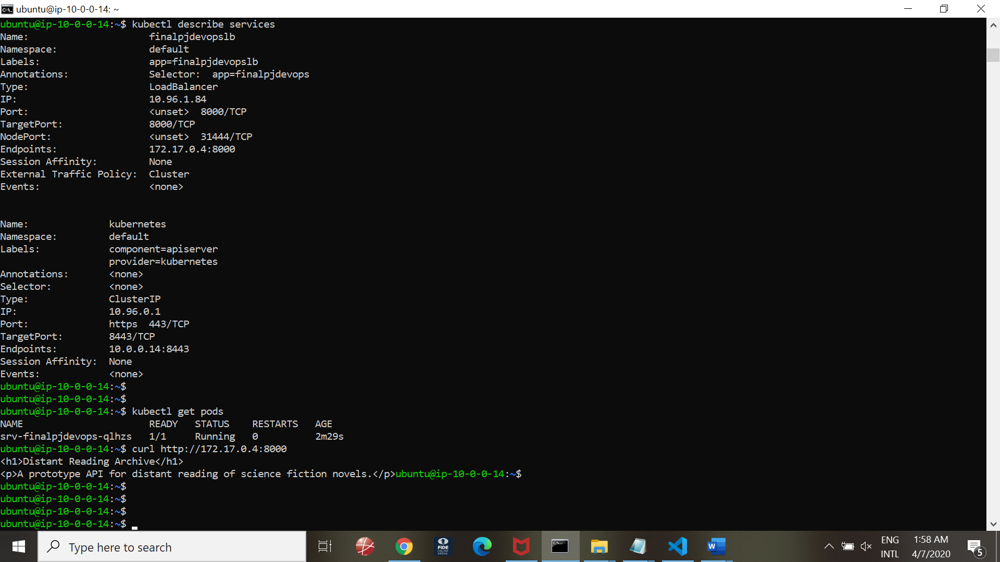 ubuntu@ip-10-0-0-14: ~
ubuntu@ip-10-0-0-14:~$ kubectl describe services
Name:                     finalpjdevopslb
Namespace:                default
Labels:                   app=finalpjdevopslb
Annotations:              Selector:  app=finalpjdevops
Type:                     LoadBalancer
IP:                       10.96.1.84
Port:                     <unset>  8000/TCP
TargetPort:               8000/TCP
NodePort:                 <unset>  31444/TCP
Endpoints:                172.17.0.4:8000
Session Affinity:         None
External Traffic Policy:  Cluster
Events:                   <none>
Name:              kubernetes
Namespace:         default
Labels:            component=apiserver
                   provider=kubernetes
Annotations:       <none>
Selector:          <none>
Type:              ClusterIP
IP:                10.96.0.1
Port:              https  443/TCP
TargetPort:        8443/TCP
Endpoints:         10.0.0.14:8443
Session Affinity:  None
Events:            <none>
ubuntu@ip-10-0-0-14:~$
ubuntu@ip-10-0-0-14:~$
ubuntu@ip-10-0-0-14:~$ kubectl get pods
NAME                      READY   STATUS    RESTARTS   AGE
srv-finalpjdevops-qlhzs   1/1     Running   0          2m29s
ubuntu@ip-10-0-0-14:~$ curl http://172.17.0.4:8000
<h1>Distant Reading Archive</h1>
<p>A prototype API for distant reading of science fiction novels.</p>ubuntu@ip-10-0-0-14:~$
ubuntu@ip-10-0-0-14:~$
ubuntu@ip-10-0-0-14:~$
ubuntu@ip-10-0-0-14:~$
ubuntu@ip-10-0-0-14:~$
Type here to search
FIDE
ONLINE
ARENA
W
ENG
INTL
1:58 AM
4/7/2020
5